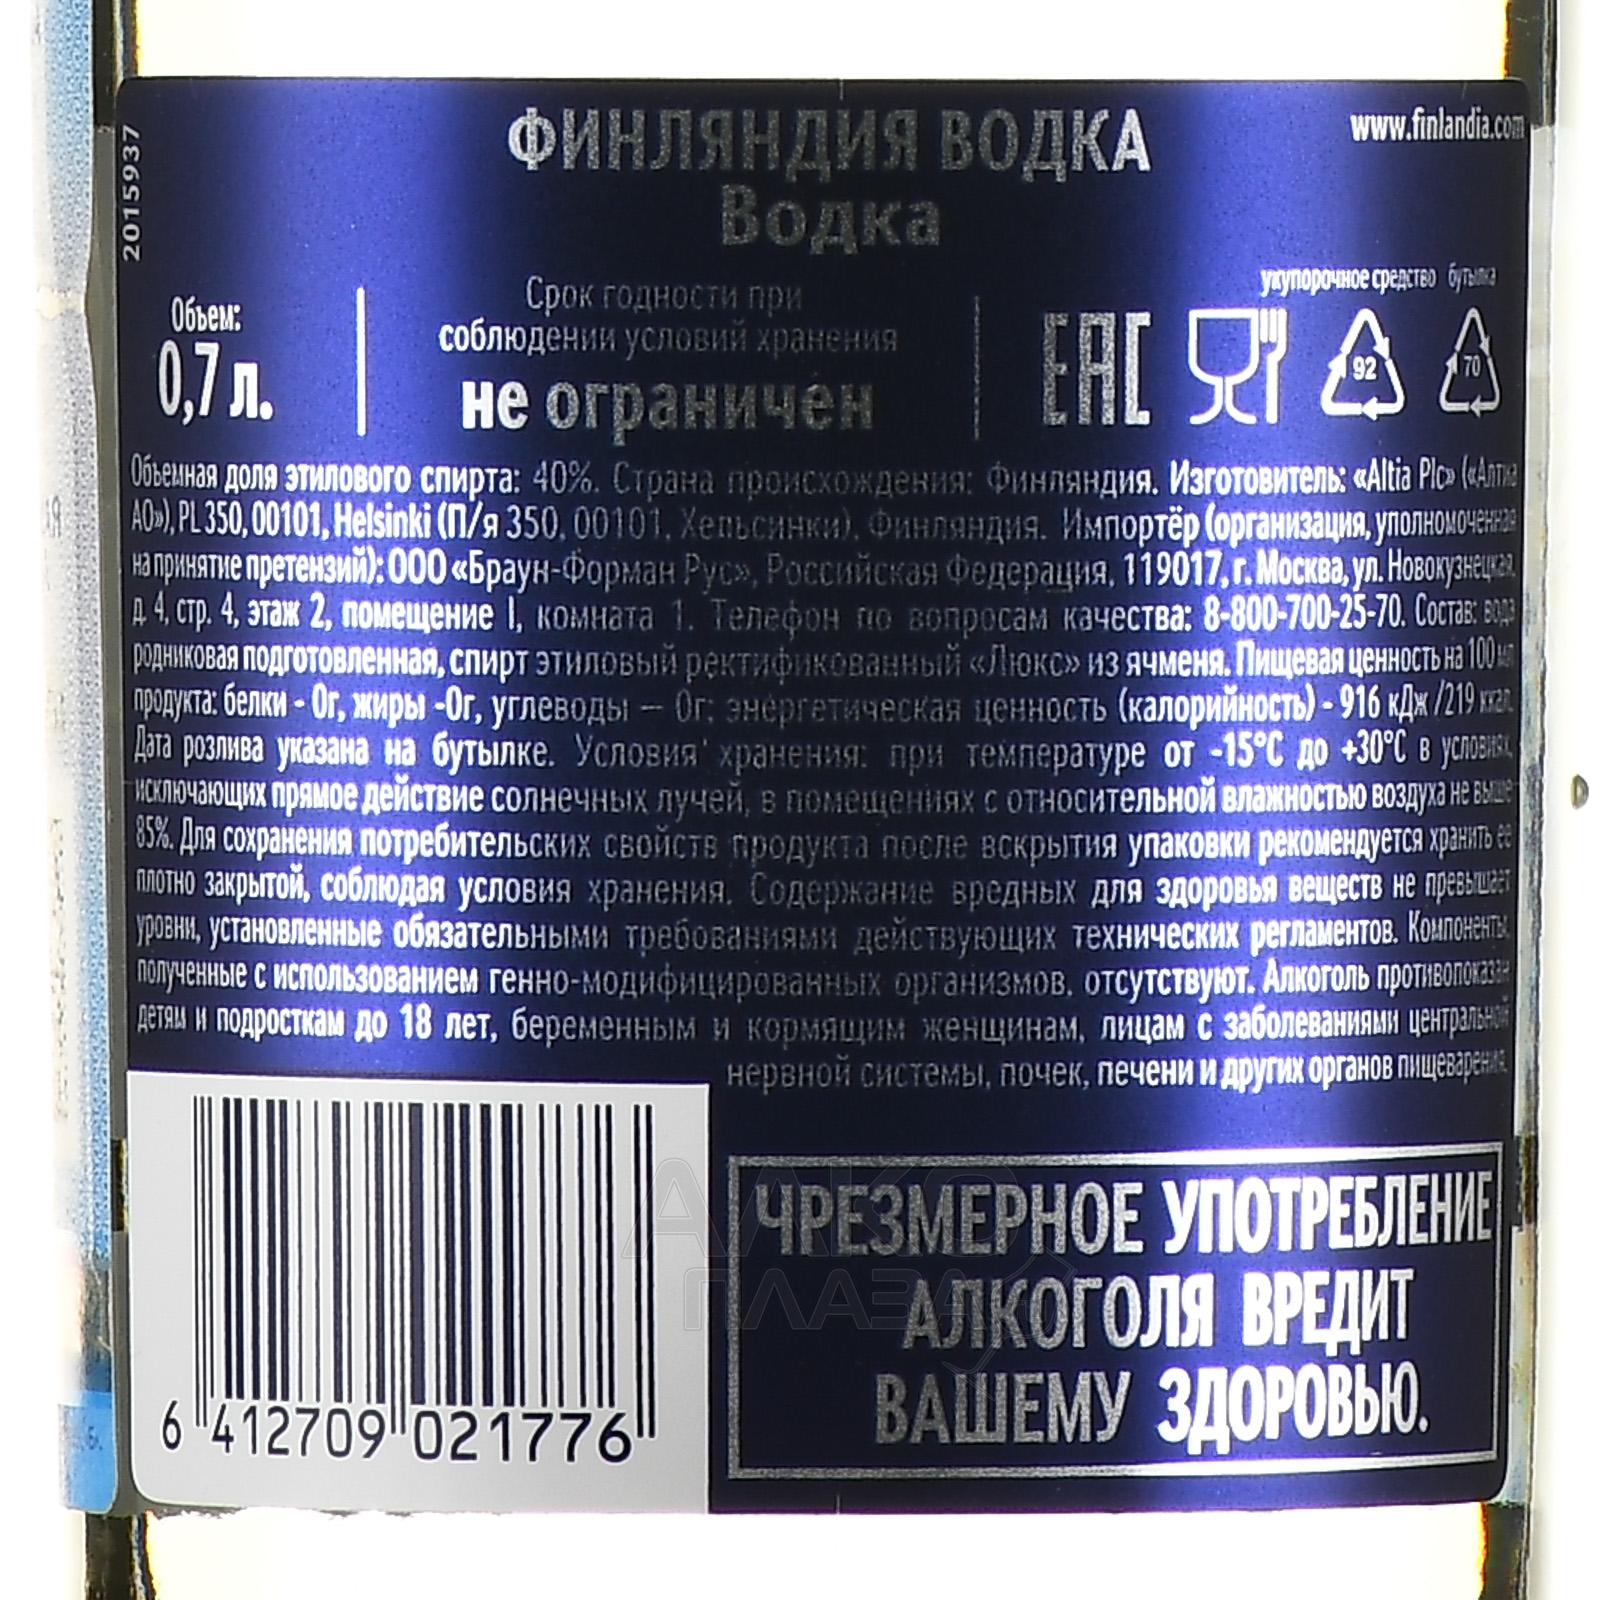 ФИНЛЯНДИЯ ВОДКА
Водка
www.finlandia.com
2015937
укупорочное средство бутылка
Объем:
0,7 л.
Срок годности при
соблюдении условий хранения
не ограничен
EAC
92
70
Объемная доля этилового спирта: 40%. Страна происхождения: Финляндия. Изготовитель: «Altia Plc» («Алтиа
АО»), PL 350, 00101, Helsinki (П/я 350, 00101, Хельсинки), Финляндия. Импортёр (организация, уполномоченная
на принятие претензий): ООО «Браун-Форман Рус», Российская Федерация, 119017, г. Москва, ул. Новокузнецкая,
д. 4, стр. 4, этаж 2, помещение I, комната 1. Телефон по вопросам качества: 8-800-700-25-70. Состав: вода
родниковая подготовленная, спирт этиловый ректификованный «Люкс» из ячменя. Пищевая ценность на 100 мл
продукта: белки - 0г, жиры -0г, углеводы – 0г; энергетическая ценность (калорийность) - 916 кДж /219 ккал.
Дата розлива указана на бутылке. Условия хранения: при температуре от -15°C до +30°C в условиях,
исключающих прямое действие солнечных лучей, в помещениях с относительной влажностью воздуха не выше
85%. Для сохранения потребительских свойств продукта после вскрытия упаковки рекомендуется хранить ее
плотно закрытой, соблюдая условия хранения. Содержание вредных для здоровья веществ не превышает
уровни, установленные обязательными требованиями действующих технических регламентов. Компоненты,
полученные с использованием генно-модифицированных организмов, отсутствуют. Алкоголь противопоказан
детям и подросткам до 18 лет, беременным и кормящим женщинам, лицам с заболеваниями центральной
нервной системы, почек, печени и других органов пищеварения.
ЧРЕЗМЕРНОЕ УПОТРЕБЛЕНИЕ
АЛКОГОЛЯ ВРЕДИТ
ВАШЕМУ ЗДОРОВЬЮ.
6 412709 021776
АЛКО
ПЛАЗА